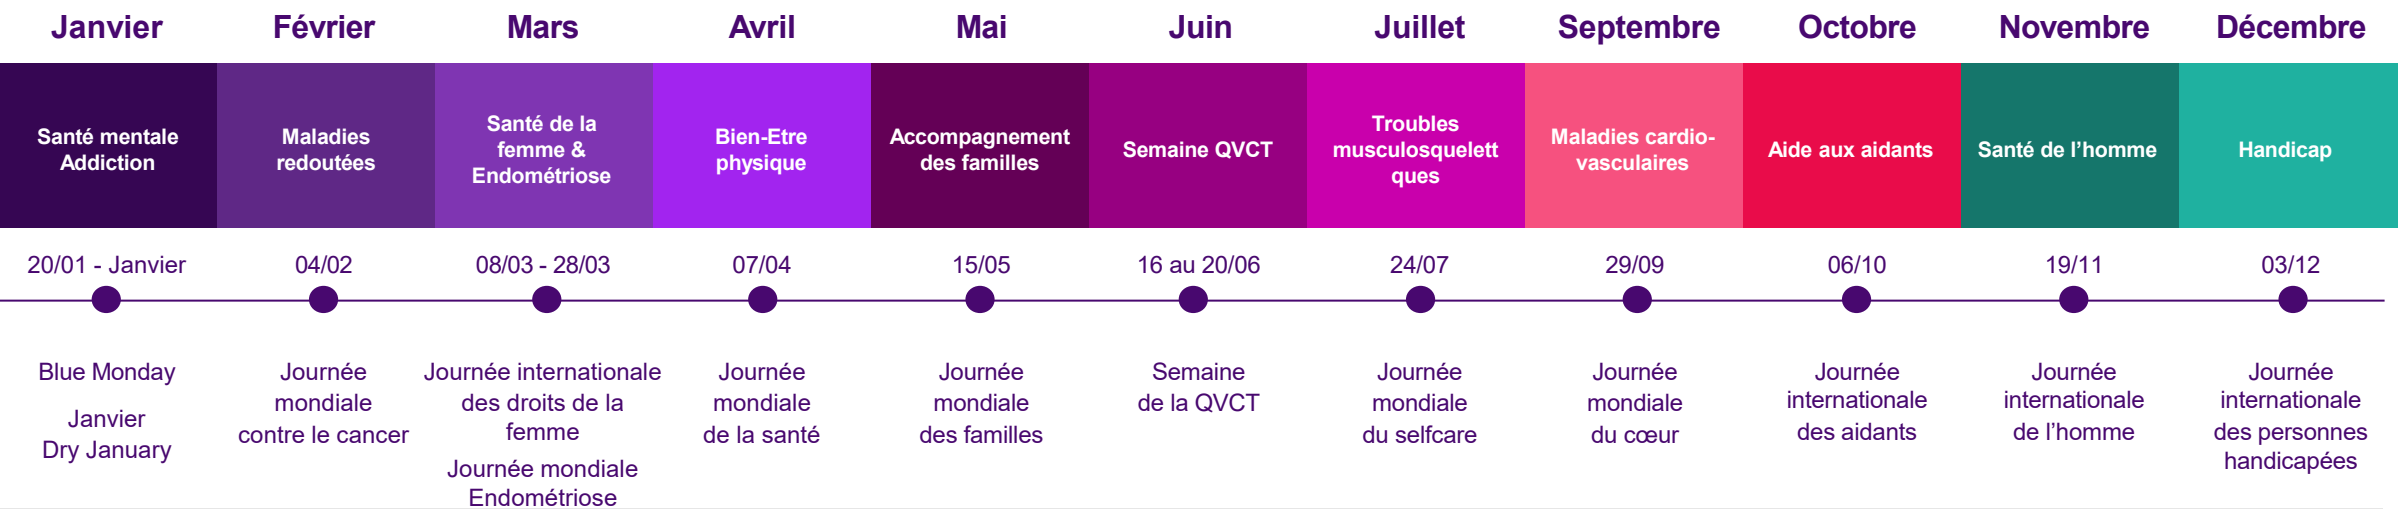 Janvier
Février
Mars
Avril
Mai
Juin
Juillet
Septembre
Octobre
Novembre
Décembre
Santé mentale
Addiction
Maladies
redoutées
Santé de la
femme &
Endométriose
Bien-Etre
physique
Accompagnement
des familles
Semaine QVCT
Troubles
musculosquelett
ques
Maladies cardio-
vasculaires
Aide aux aidants
Santé de l’homme
Handicap
20/01 - Janvier
04/02
08/03 - 28/03
07/04
15/05
16 au 20/06
24/07
29/09
06/10
19/11
03/12
Blue Monday
Janvier
Dry January
Journée
mondiale
contre le cancer
Journée internationale
des droits de la
femme
Journée mondiale
Endométriose
Journée
mondiale
de la santé
Journée
mondiale
des familles
Semaine
de la QVCT
Journée
mondiale
du selfcare
Journée
mondiale
du cœur
Journée
internationale
des aidants
Journée
internationale
de l’homme
Journée
internationale
des personnes
handicapées